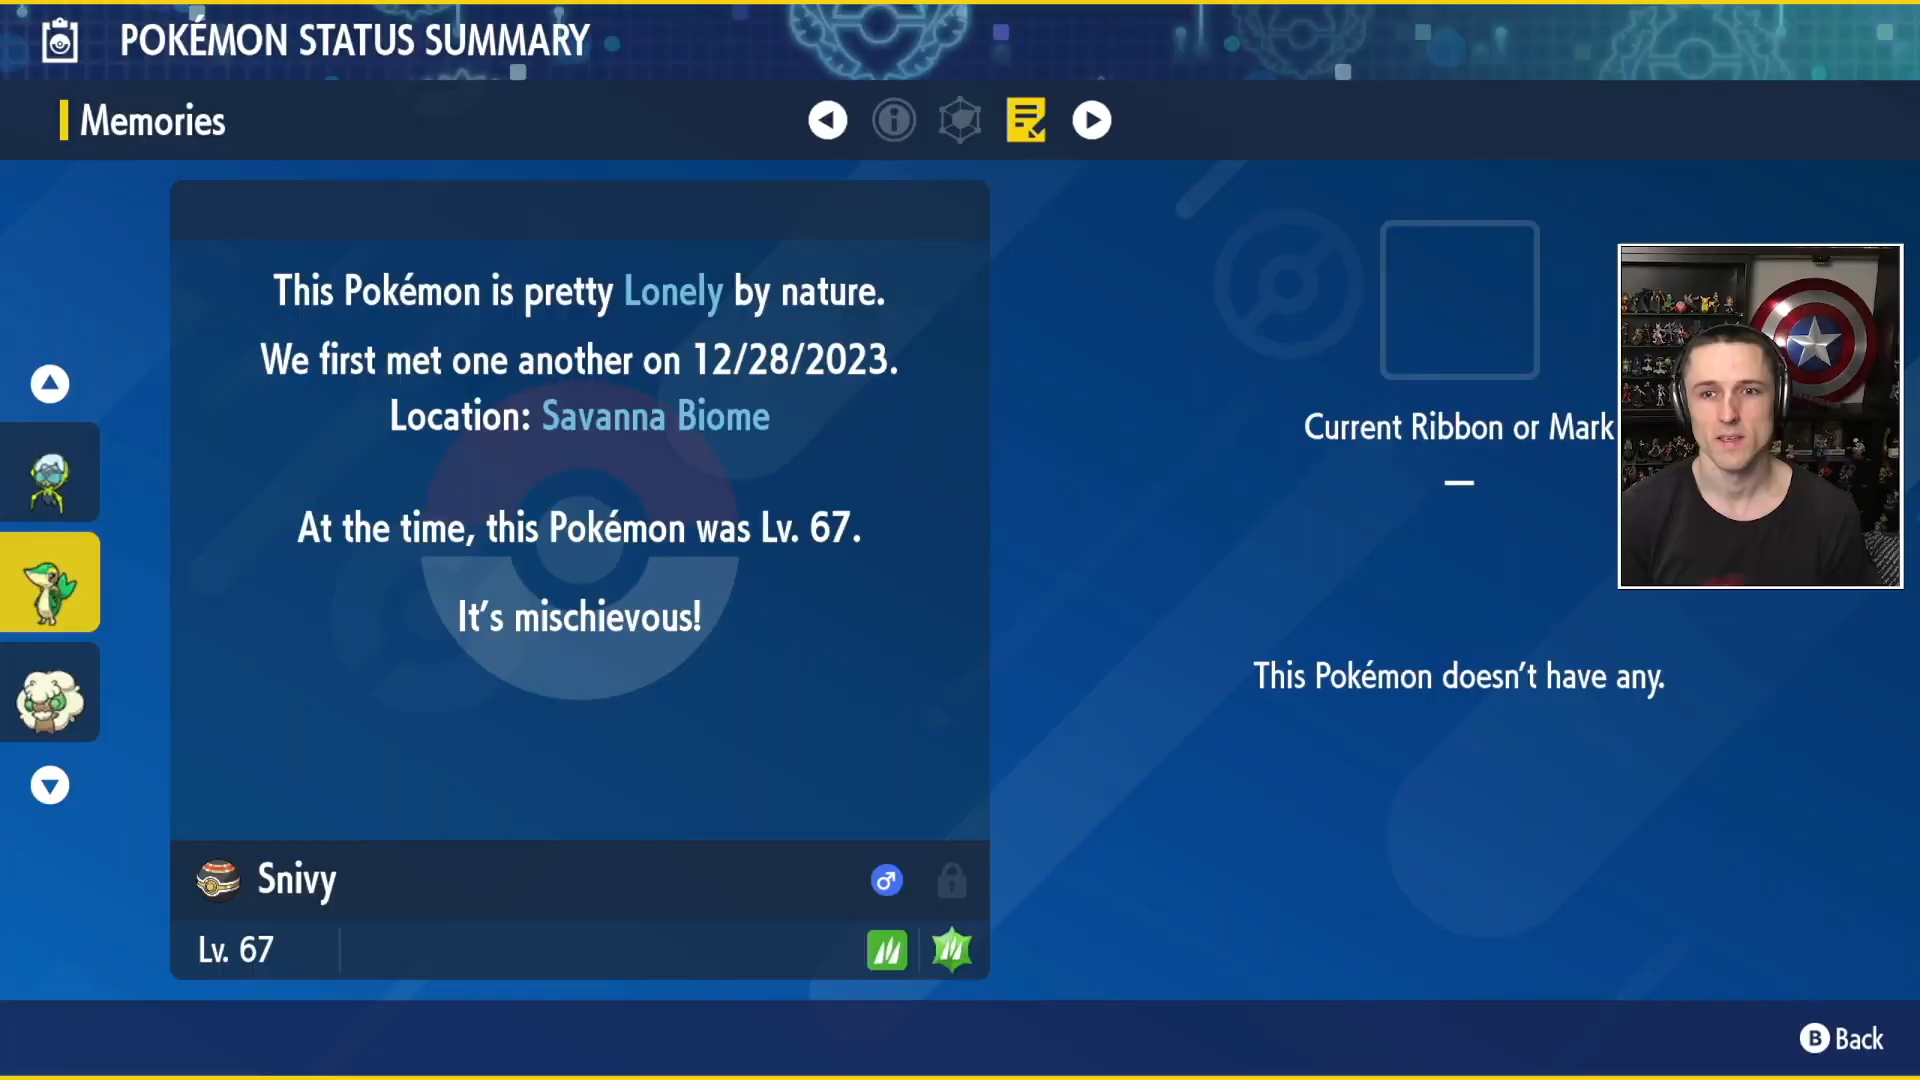 POKÉMON STATUS SUMMARY
Memories
This Pokémon is pretty Lonely by nature.
We first met one another on 12/28/2023.
Location: Savanna Biome
At the time, this Pokémon was Lv. 67.
It's mischievous!
Current Ribbon or Mark
—
This Pokémon doesn't have any.
Snivy
Lv. 67
B Back